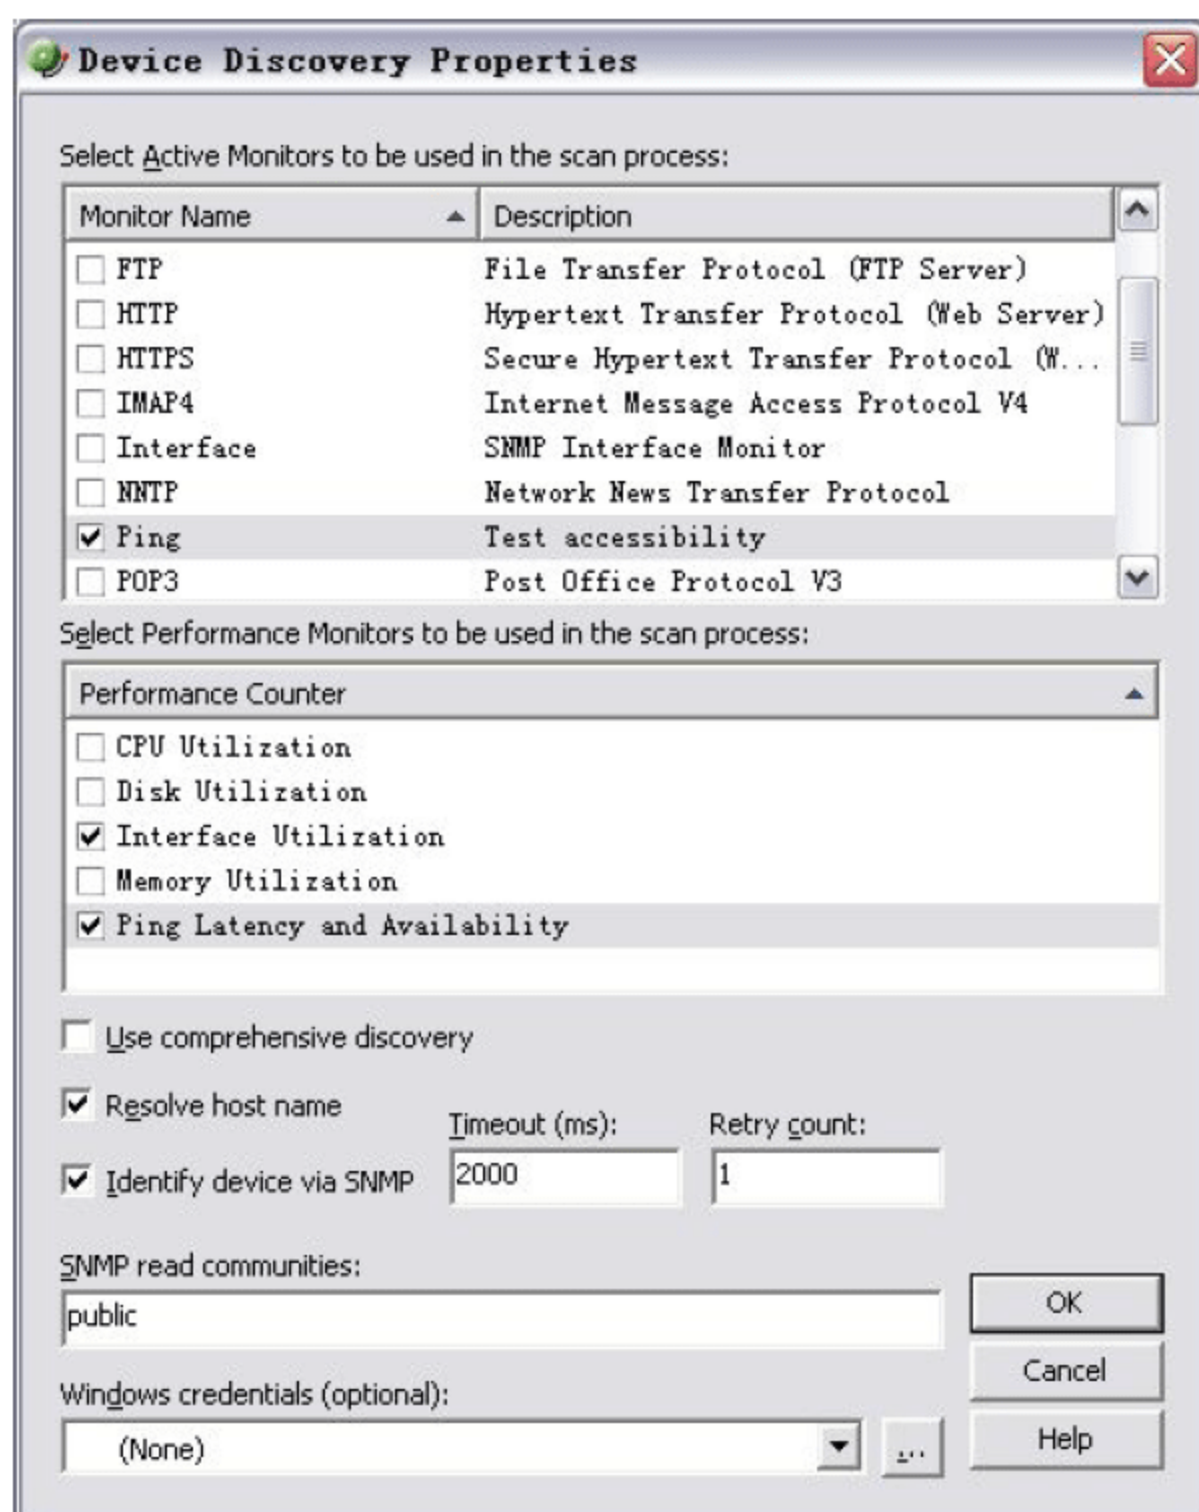 Device Discovery Properties
Select Active Monitors to be used in the scan process:
Monitor Name Description
FTP File Transfer Protocol (FTP Server)
HTTP Hypertext Transfer Protocol (Web Server)
HTTPS Secure Hypertext Transfer Protocol (W...
IMAP4 Internet Message Access Protocol V4
Interface SNMP Interface Monitor
NNTP Network News Transfer Protocol
Ping Test accessibility
POP3 Post Office Protocol V3
Select Performance Monitors to be used in the scan process:
Performance Counter
CPU Utilization
Disk Utilization
Interface Utilization
Memory Utilization
Ping Latency and Availability
Use comprehensive discovery
Resolve host name
Timeout (ms): Retry count:
Identify device via SNMP 2000 1
SNMP read communities:
public
OK
Cancel
Windows credentials (optional):
(None) ...
Help